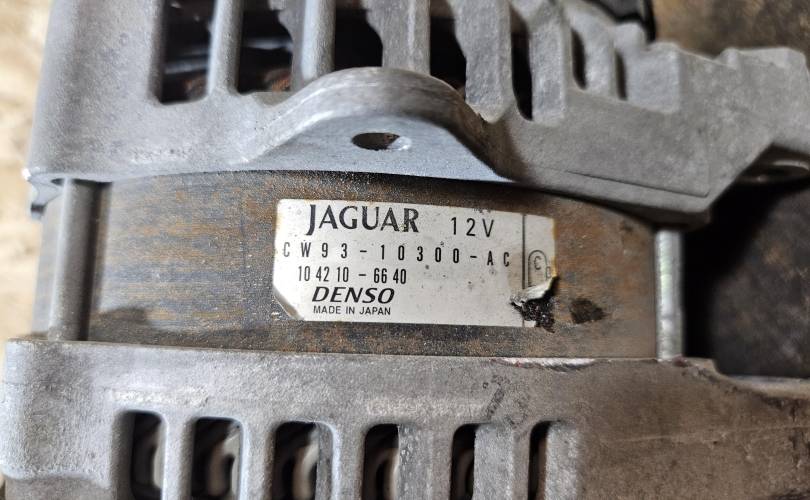 JAGUAR 12V
CW93-10300-AC
104210-6640
DENSO
MADE IN JAPAN